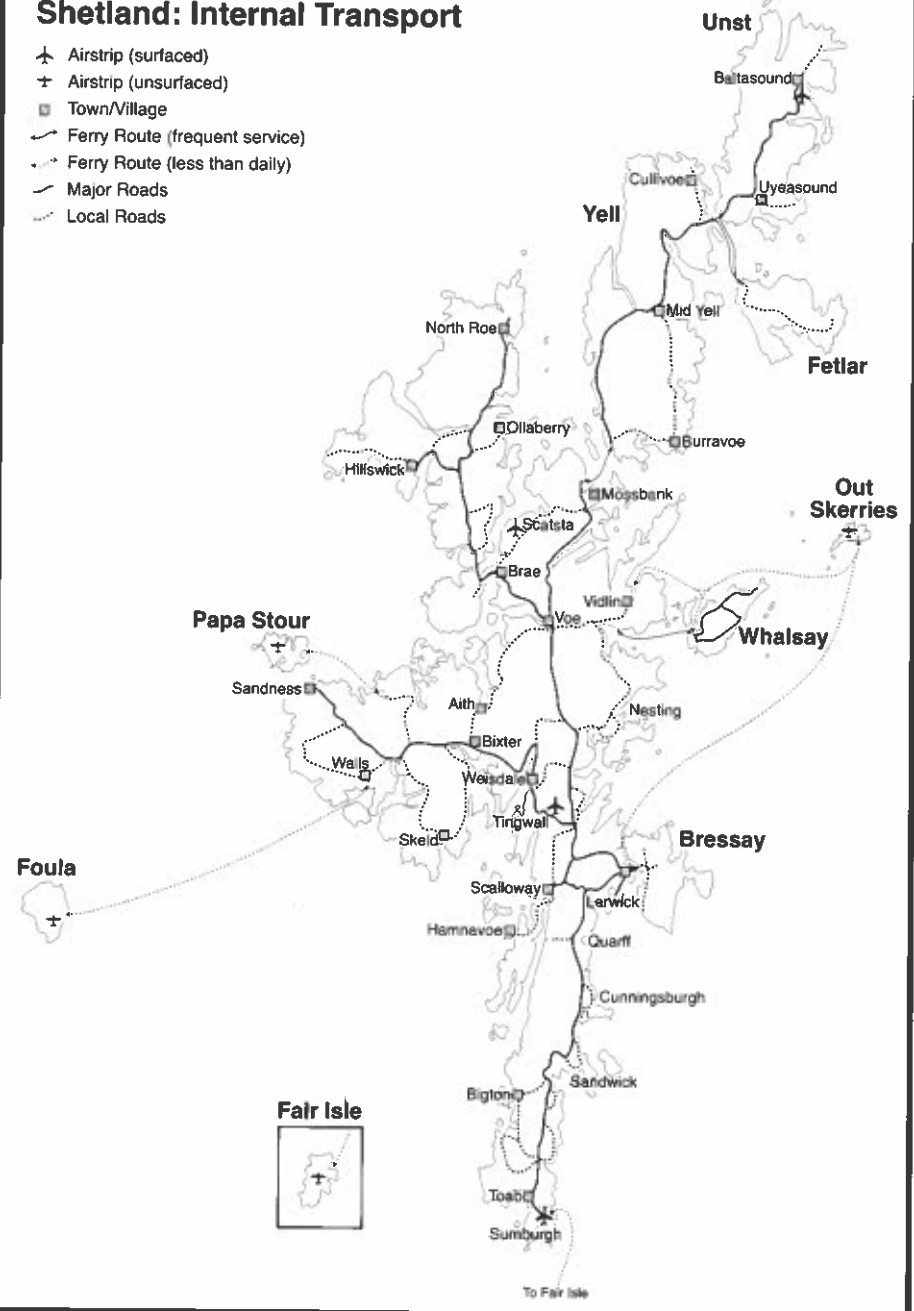 Shetland: Internal Transport
Airstrip (surfaced)
Airstrip (unsurfaced)
Town/Village
Ferry Route (frequent service)
Ferry Route (less than daily)
Major Roads
Local Roads
Unst
Baltasound
Cullivoe
Uyeasound
Yell
Mid Yell
North Roe
Fetlar
Ollaberry
Burravoe
Hillswick
Mossbank
Out
Skerries
Scatsta
Brae
Vidlin
Voe
Papa Stour
Whalsay
Sandness
Aith
Nesting
Bixter
Walls
Weisdale
Tingwall
Skeld
Bressay
Foula
Scalloway
Lerwick
Hamnavoe
Quarff
Cunningsburgh
Sandwick
Bigton
Fair Isle
Toab
Sumburgh
To Fair Isle